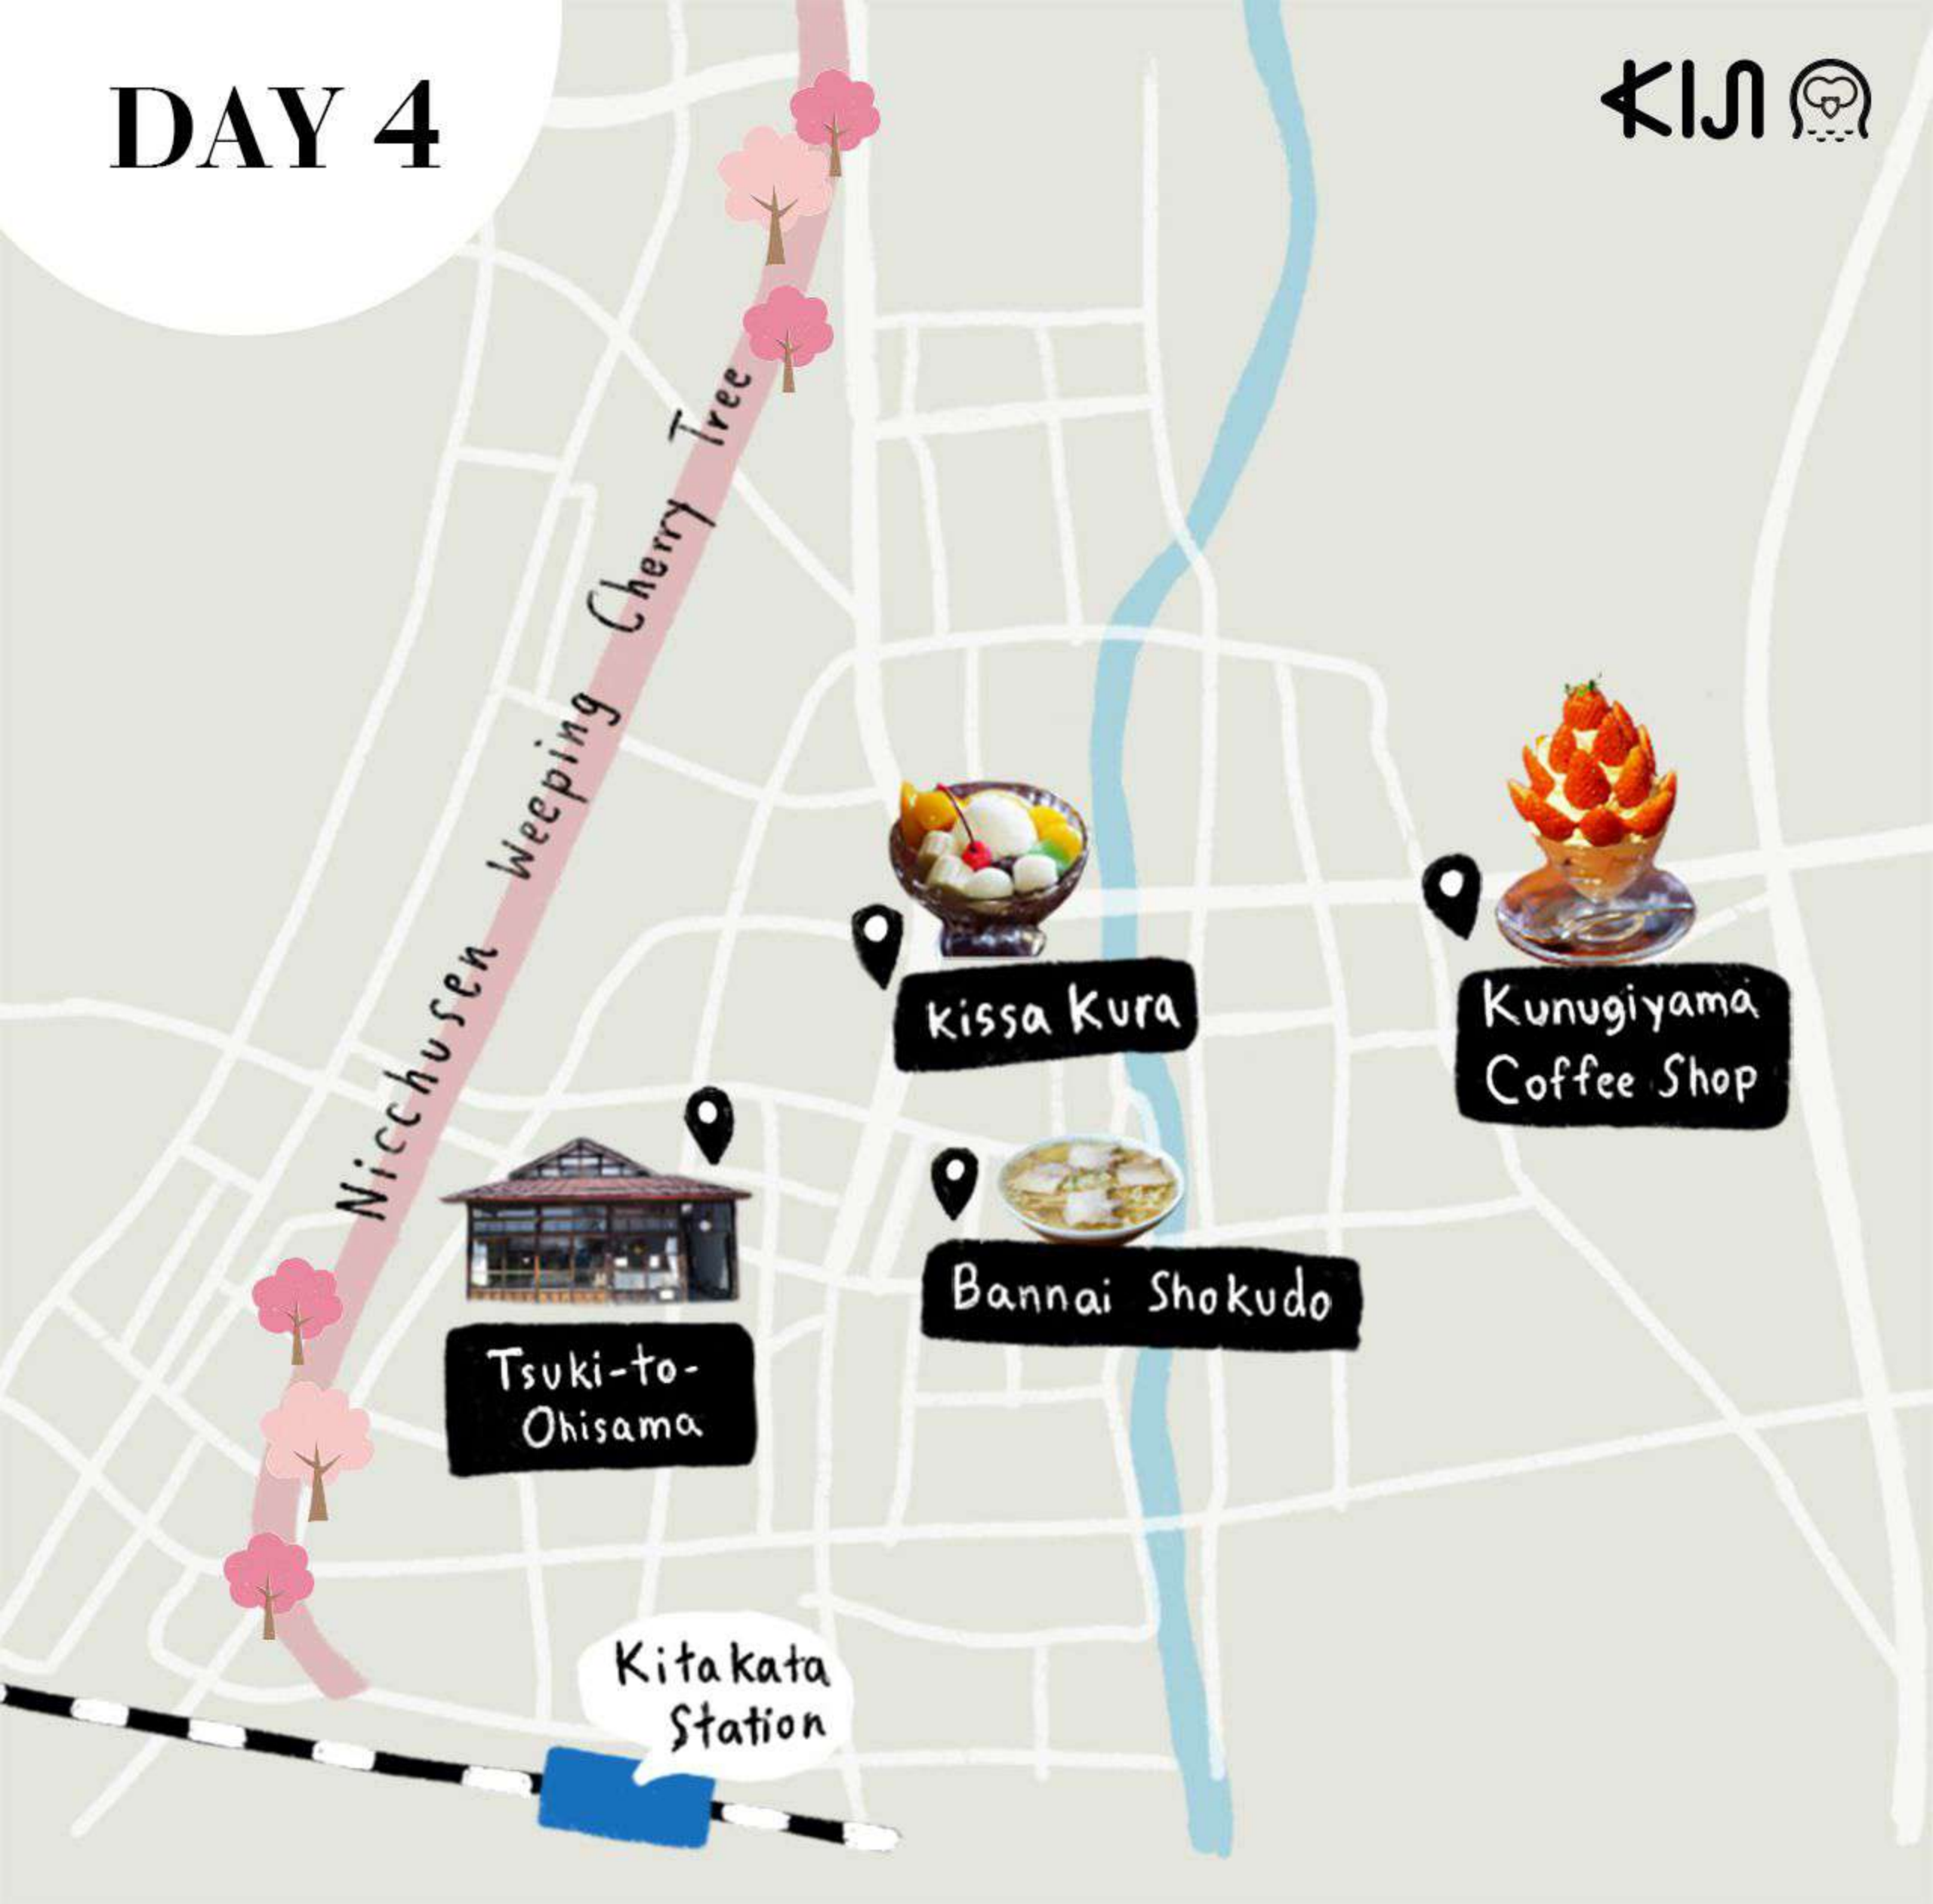 DAY 4
KIJI
Nicchusen Weeping Cherry Tree
Kissa Kura
Kunugiyama
Coffee Shop
Bannai Shokudo
Tsuki-to-
Ohisama
Kitakata
Station